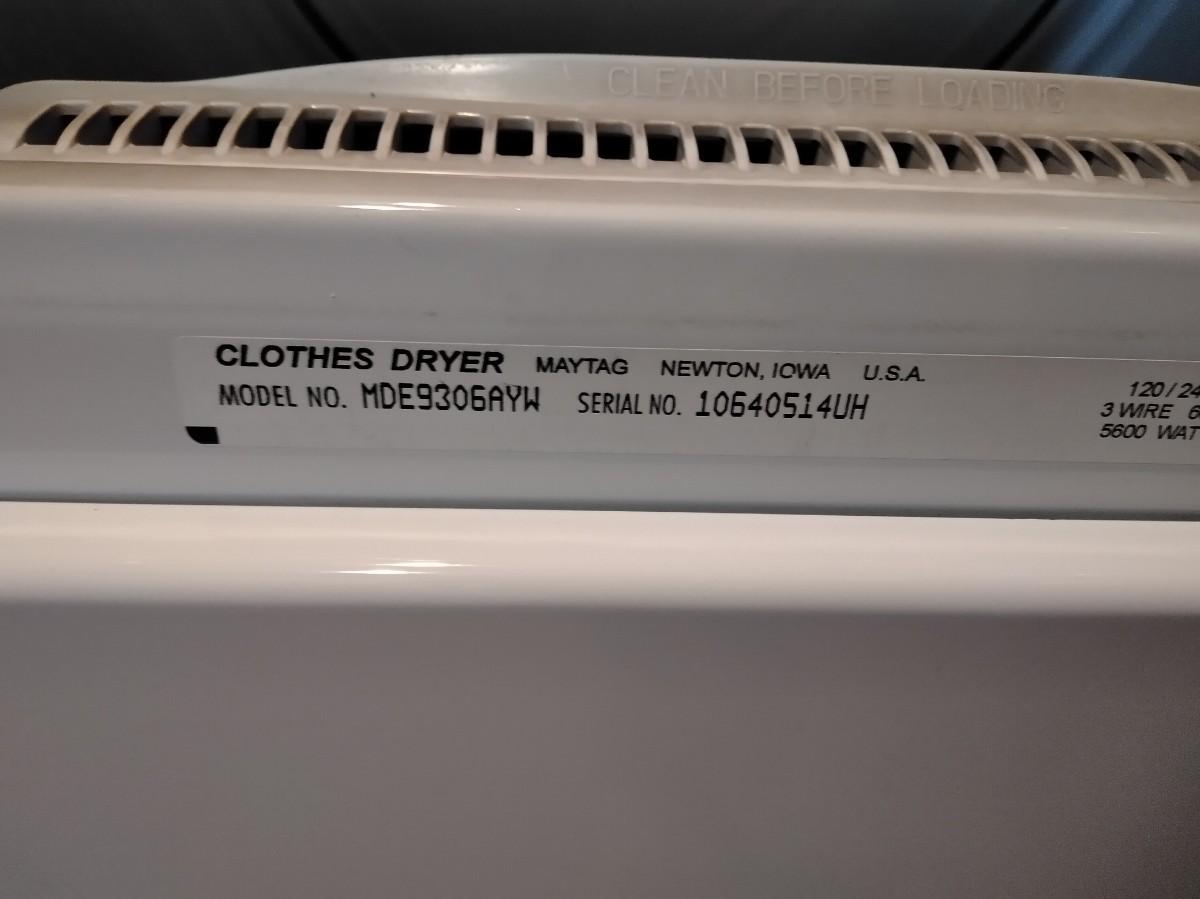 CLEAN BEFORE LOADING
CLOTHES DRYER MAYTAG NEWTON, IOWA U.S.A.
MODEL NO. MDE9306AYW SERIAL NO. 10640514UH
120/24
3 WIRE 6
5600 WAT